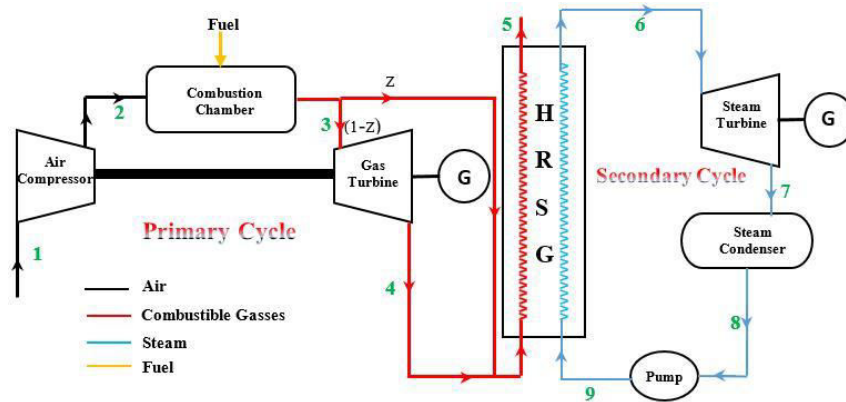 Fuel
5
6
Combustion
Chamber
z
2
3
(1-z)
Air
Compressor
Gas
Turbine
G
H
R
S
G
Steam
Turbine
G
Primary Cycle
Secondary Cycle
7
Steam
Condenser
1
4
8
Air
Combustible Gasses
Steam
Fuel
Pump
9